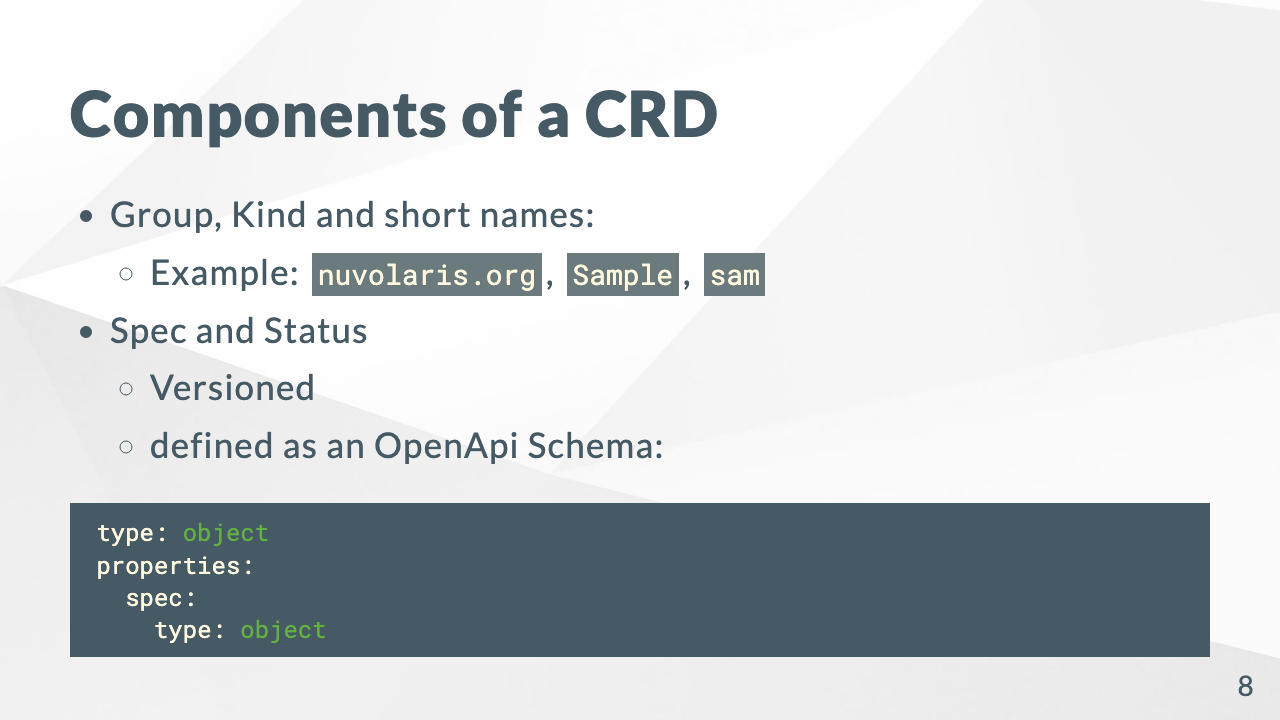 Components of a CRD
• Group, Kind and short names:
○ Example: nuvolaris.org, Sample, sam
• Spec and Status
○ Versioned
○ defined as an OpenApi Schema:
type: object
properties:
  spec:
    type: object
8